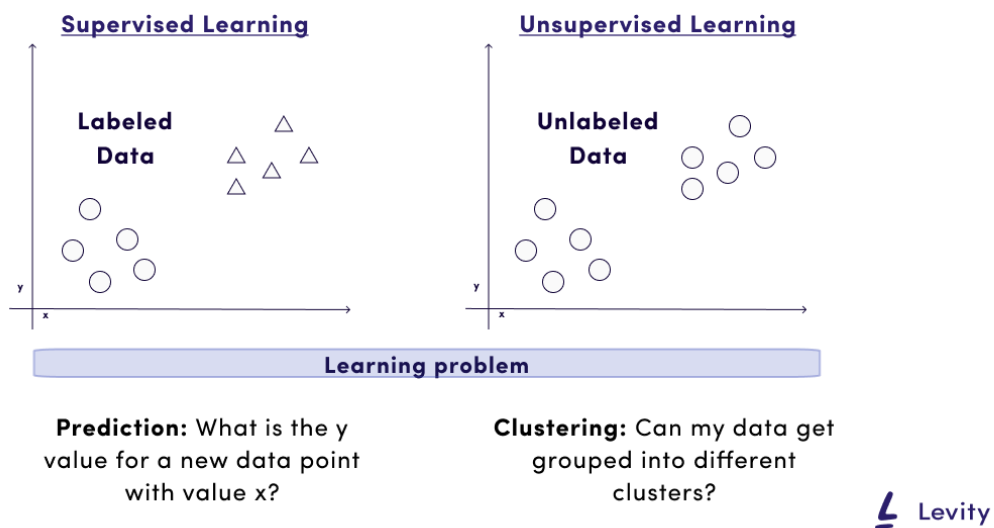 Supervised Learning
Labeled
Data
y
x
Unsupervised Learning
Unlabeled
Data
y
x
Learning problem
Prediction: What is the y
value for a new data point
with value x?
Clustering: Can my data get
grouped into different
clusters?
Levity